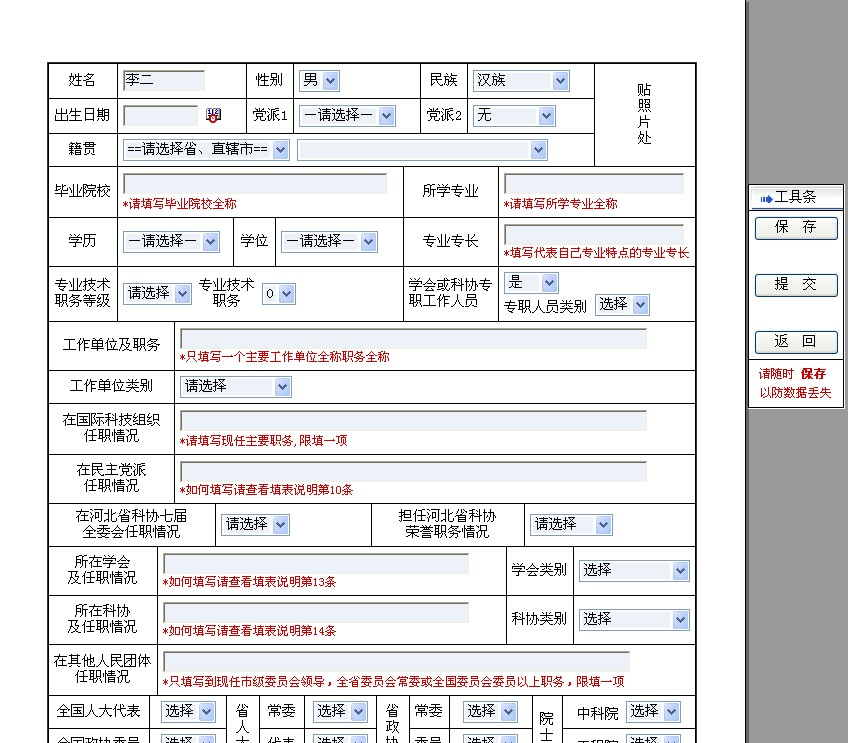 姓名 李二 性别 男 民族 汉族
贴照片处
出生日期 党派1 —请选择— 党派2 无
籍贯 ==请选择省、直辖市==
毕业院校 *请填写毕业院校全称 所学专业 *请填写所学专业全称
学历 —请选择— 学位 —请选择— 专业专长 *填写代表自己专业特点的专业专长
专业技术
职务等级 请选择
专业技术
职务 0
学会或科协专
职工作人员 是
专职人员类别 选择
工作单位及职务
*只填写一个主要工作单位全称职务全称
工作单位类别 请选择
在国际科技组织
任职情况
*请填写现任主要职务,限填一项
在民主党派
任职情况
*如何填写请查看填表说明第10条
在河北省科协七届
全委会任职情况 请选择
担任河北省科协
荣誉职务情况 请选择
所在学会
及任职情况
*如何填写请查看填表说明第13条
学会类别 选择
所在科协
及任职情况
*如何填写请查看填表说明第14条
科协类别 选择
在其他人民团体
任职情况
*只填写到现任市级委员会领导，全省委员会常委或全国委员会委员以上职务，限填一项
全国人大代表 选择 省人大 常委 选择 省政协 常委 选择 院士 中科院 选择
工具条
保 存
提 交
返 回
请随时 保存
以防数据丢失